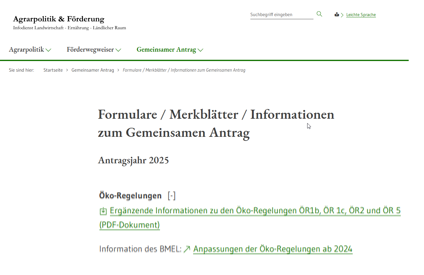 Agrarpolitik & Förderung
Infodienst Landwirtschaft - Ernährung - Ländlicher Raum
Suchbegriff eingeben
Leichte Sprache
Agrarpolitik
Förderwegweiser
Gemeinsamer Antrag
Sie sind hier: Startseite > Gemeinsamer Antrag > Formulare / Merkblätter / Informationen zum Gemeinsamen Antrag
Formulare / Merkblätter / Informationen
zum Gemeinsamen Antrag
Antragsjahr 2025
Öko-Regelungen [-]
Ergänzende Informationen zu den Öko-Regelungen ÖR1b, ÖR 1c, ÖR2 und ÖR 5
(PDF-Dokument)
Information des BMEL: Anpassungen der Öko-Regelungen ab 2024